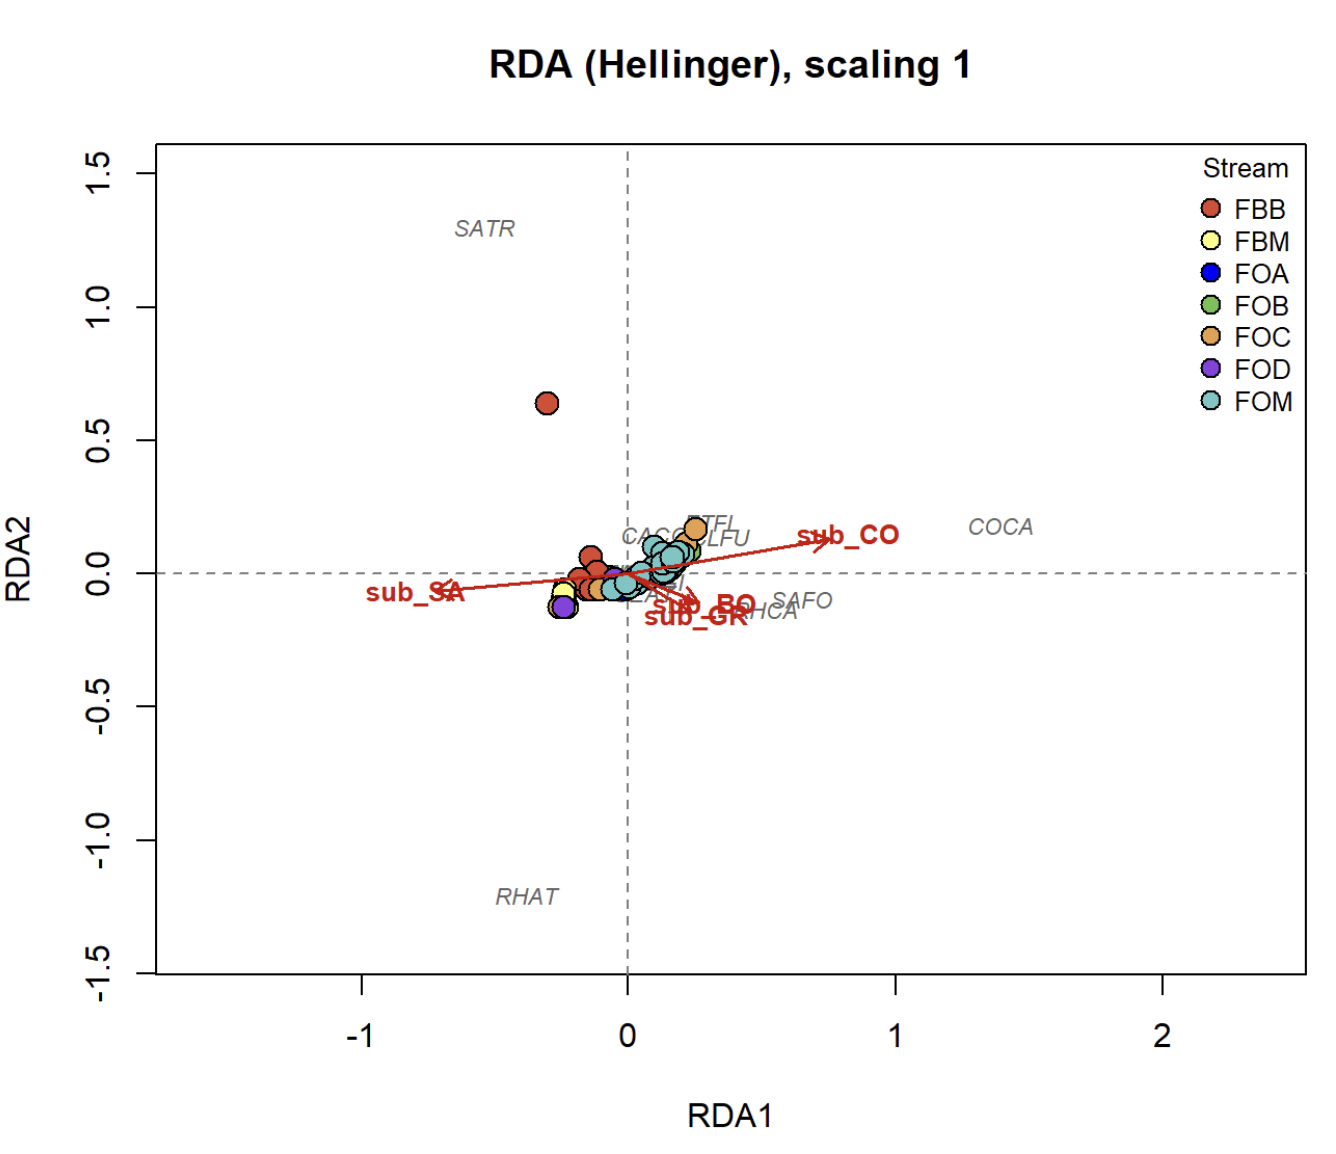 RDA (Hellinger), scaling 1
Stream
FBB
FBM
FOA
FOB
FOC
FOD
FOM
1.5
1.0
0.5
0.0
-0.5
-1.0
-1.5
RDA2
SATR
COCA
sub_CO
sub_SA
sub_BO
SAFO
sub_GR
RHAT
-1
0
1
2
RDA1